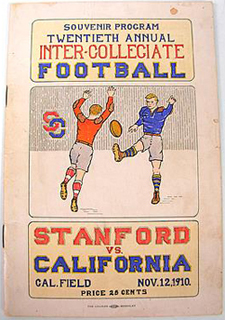 SOUVENIR PROGRAM
TWENTIETH ANNUAL
INTER-COLLEGIATE
FOOTBALL
SC
STANFORD
VS.
CALIFORNIA
CAL. FIELD NOV. 12, 1910.
PRICE 25 CENTS